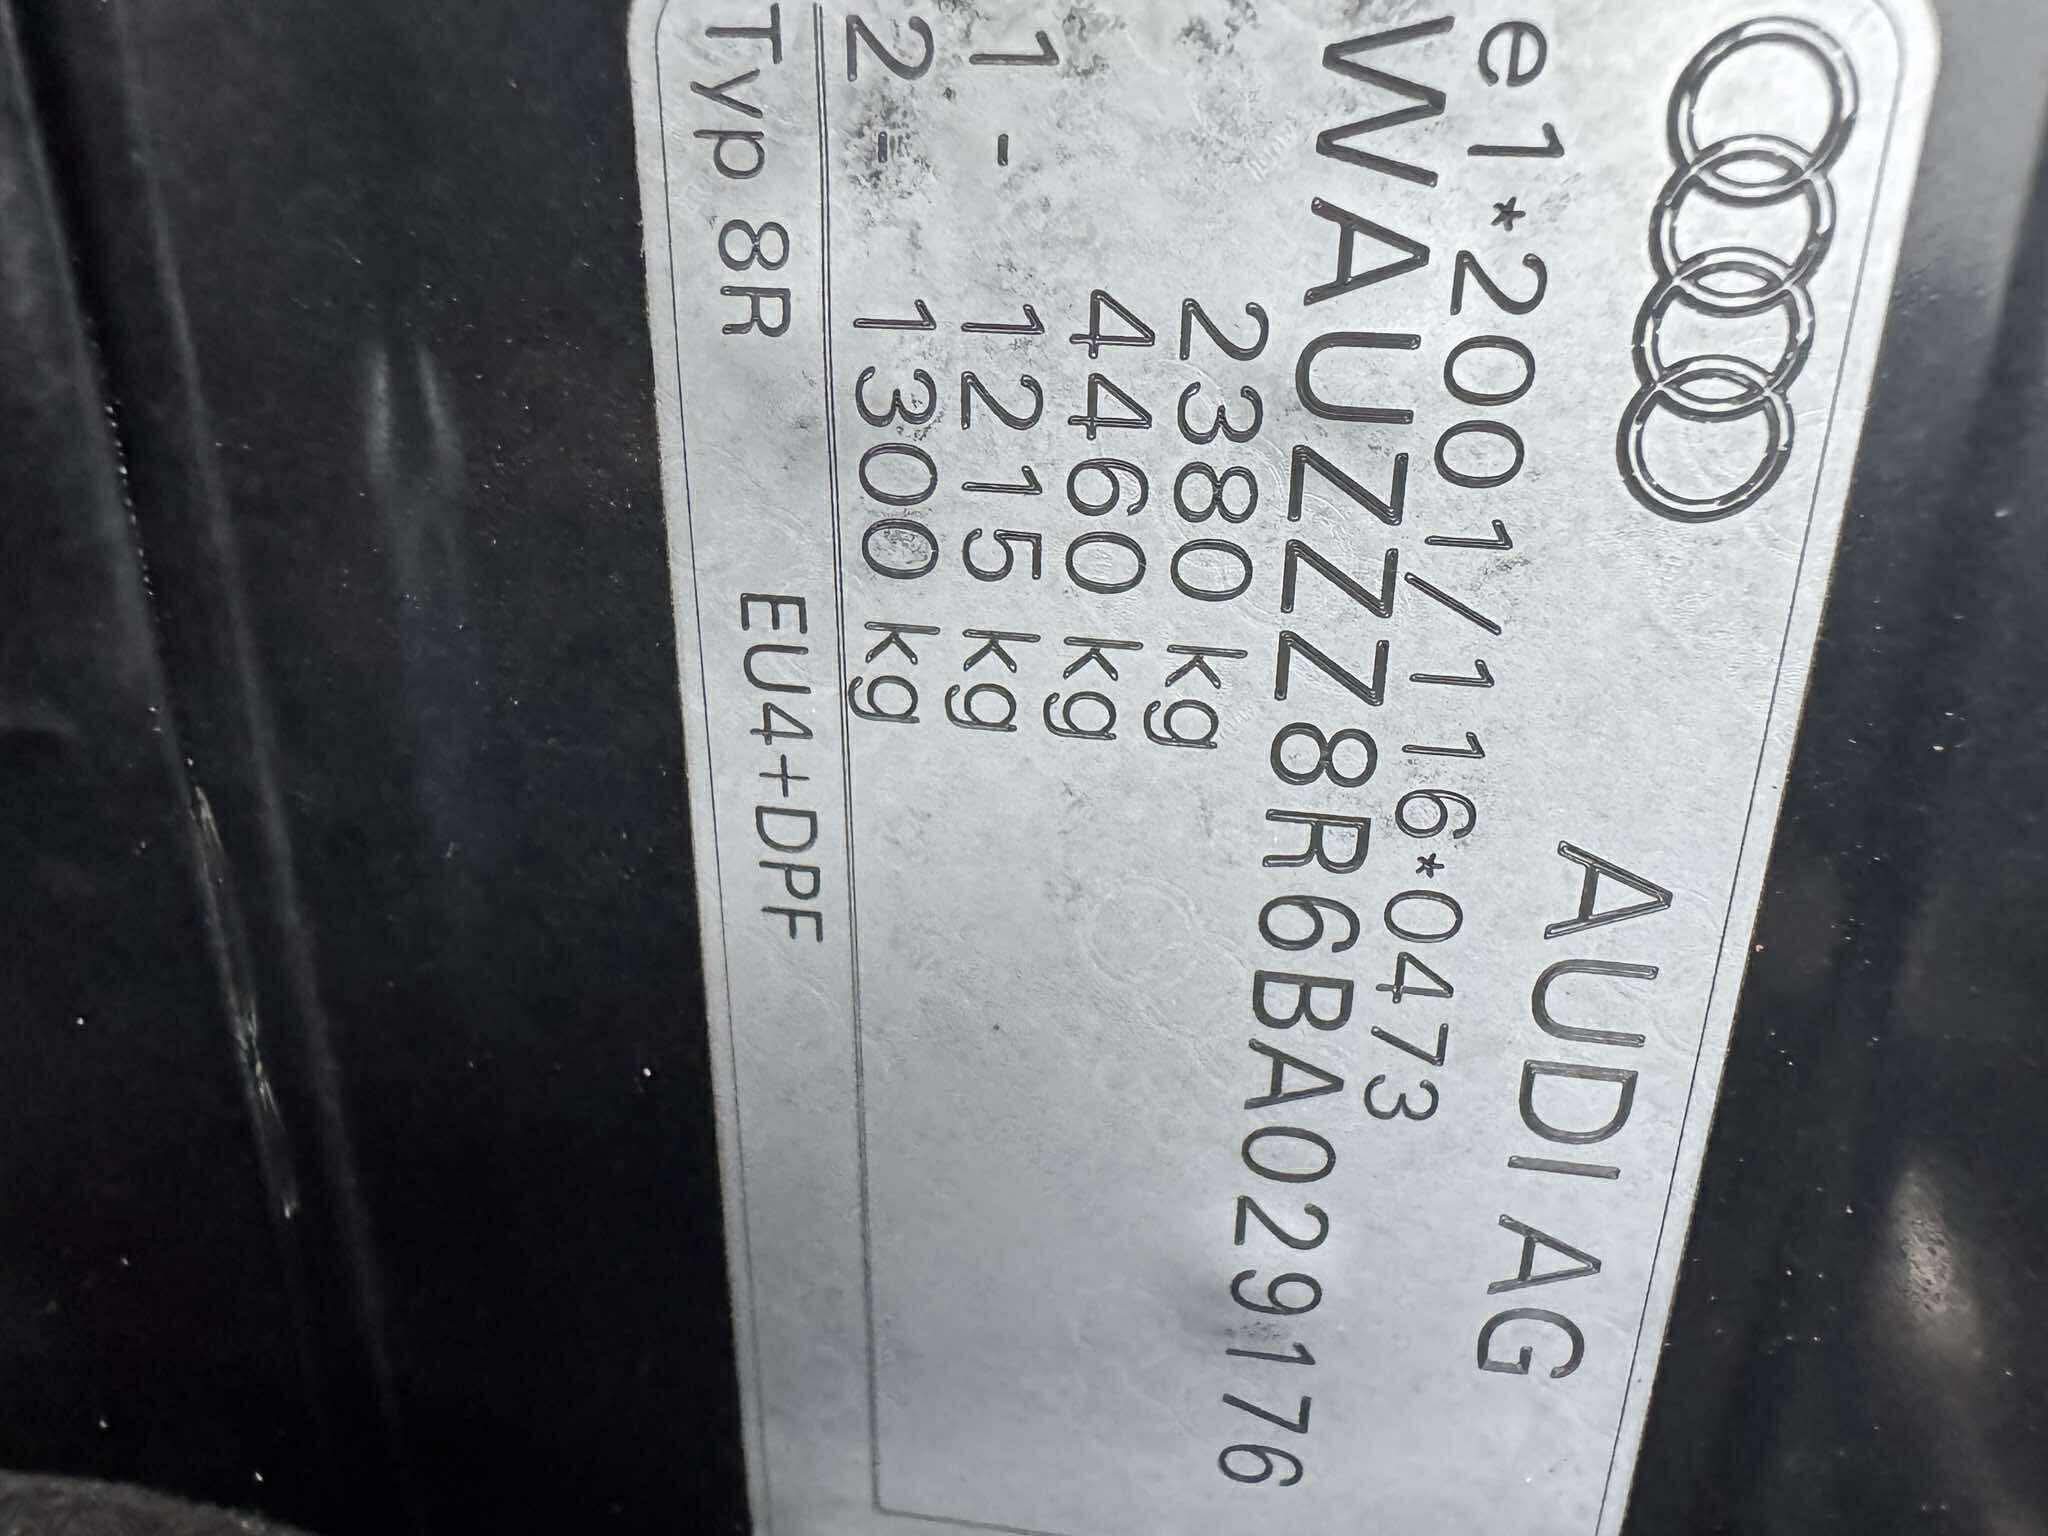 AUDI AG
e1*2001/116*0473
WAUZZZ8R6BA029176
2380 kg
4460 kg
1- 1215 kg
2- 1300 kg
Typ 8R EU4+DPF